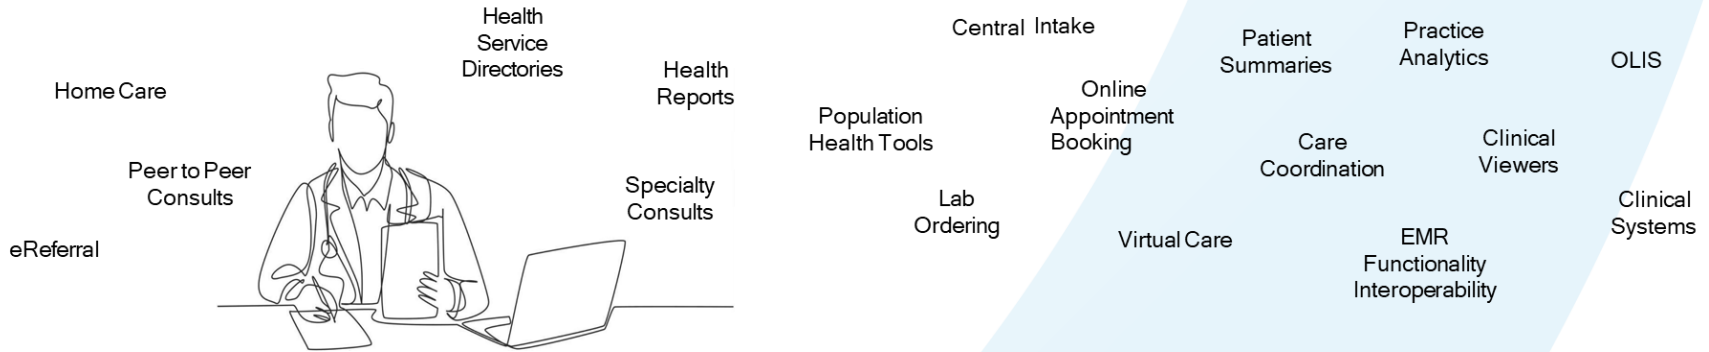 Health
Service
Directories
Home Care
Health
Reports
Peer to Peer
Consults
Specialty
Consults
eReferral
Central Intake
Population
Health Tools
Online
Appointment
Booking
Lab
Ordering
Virtual Care
Patient
Summaries
Practice
Analytics
OLIS
Care
Coordination
Clinical
Viewers
Clinical
Systems
EMR
Functionality
Interoperability